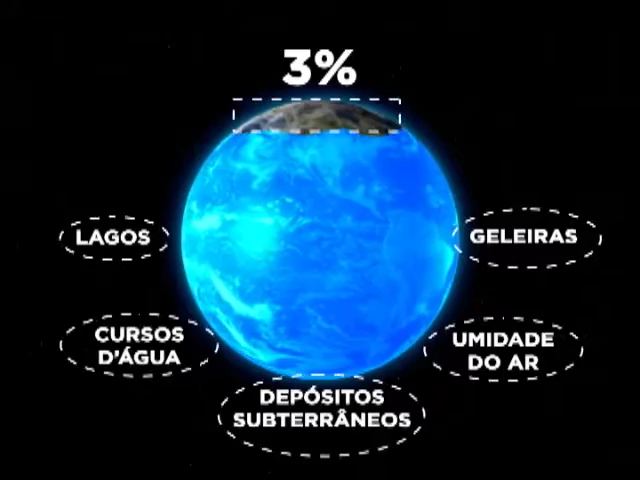 3%
LAGOS
GELEIRAS
CURSOS
D'ÁGUA
UMIDADE
DO AR
DEPÓSITOS
SUBTERRÂNEOS